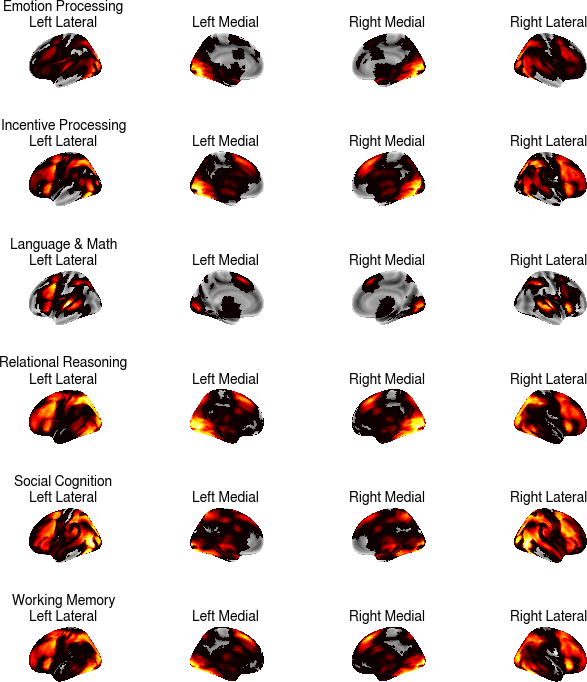 Emotion Processing
Left Lateral Left Medial Right Medial Right Lateral
Incentive Processing
Left Lateral Left Medial Right Medial Right Lateral
Language & Math
Left Lateral Left Medial Right Medial Right Lateral
Relational Reasoning
Left Lateral Left Medial Right Medial Right Lateral
Social Cognition
Left Lateral Left Medial Right Medial Right Lateral
Working Memory
Left Lateral Left Medial Right Medial Right Lateral